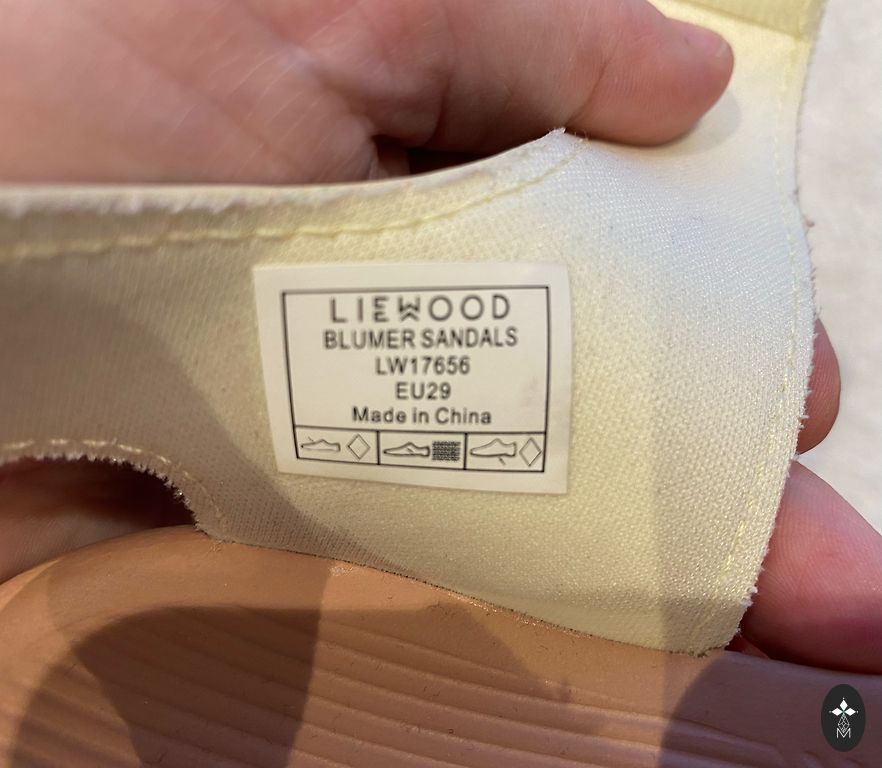 LIEWOOD
BLUMER SANDALS
LW17656
EU29
Made in China
M